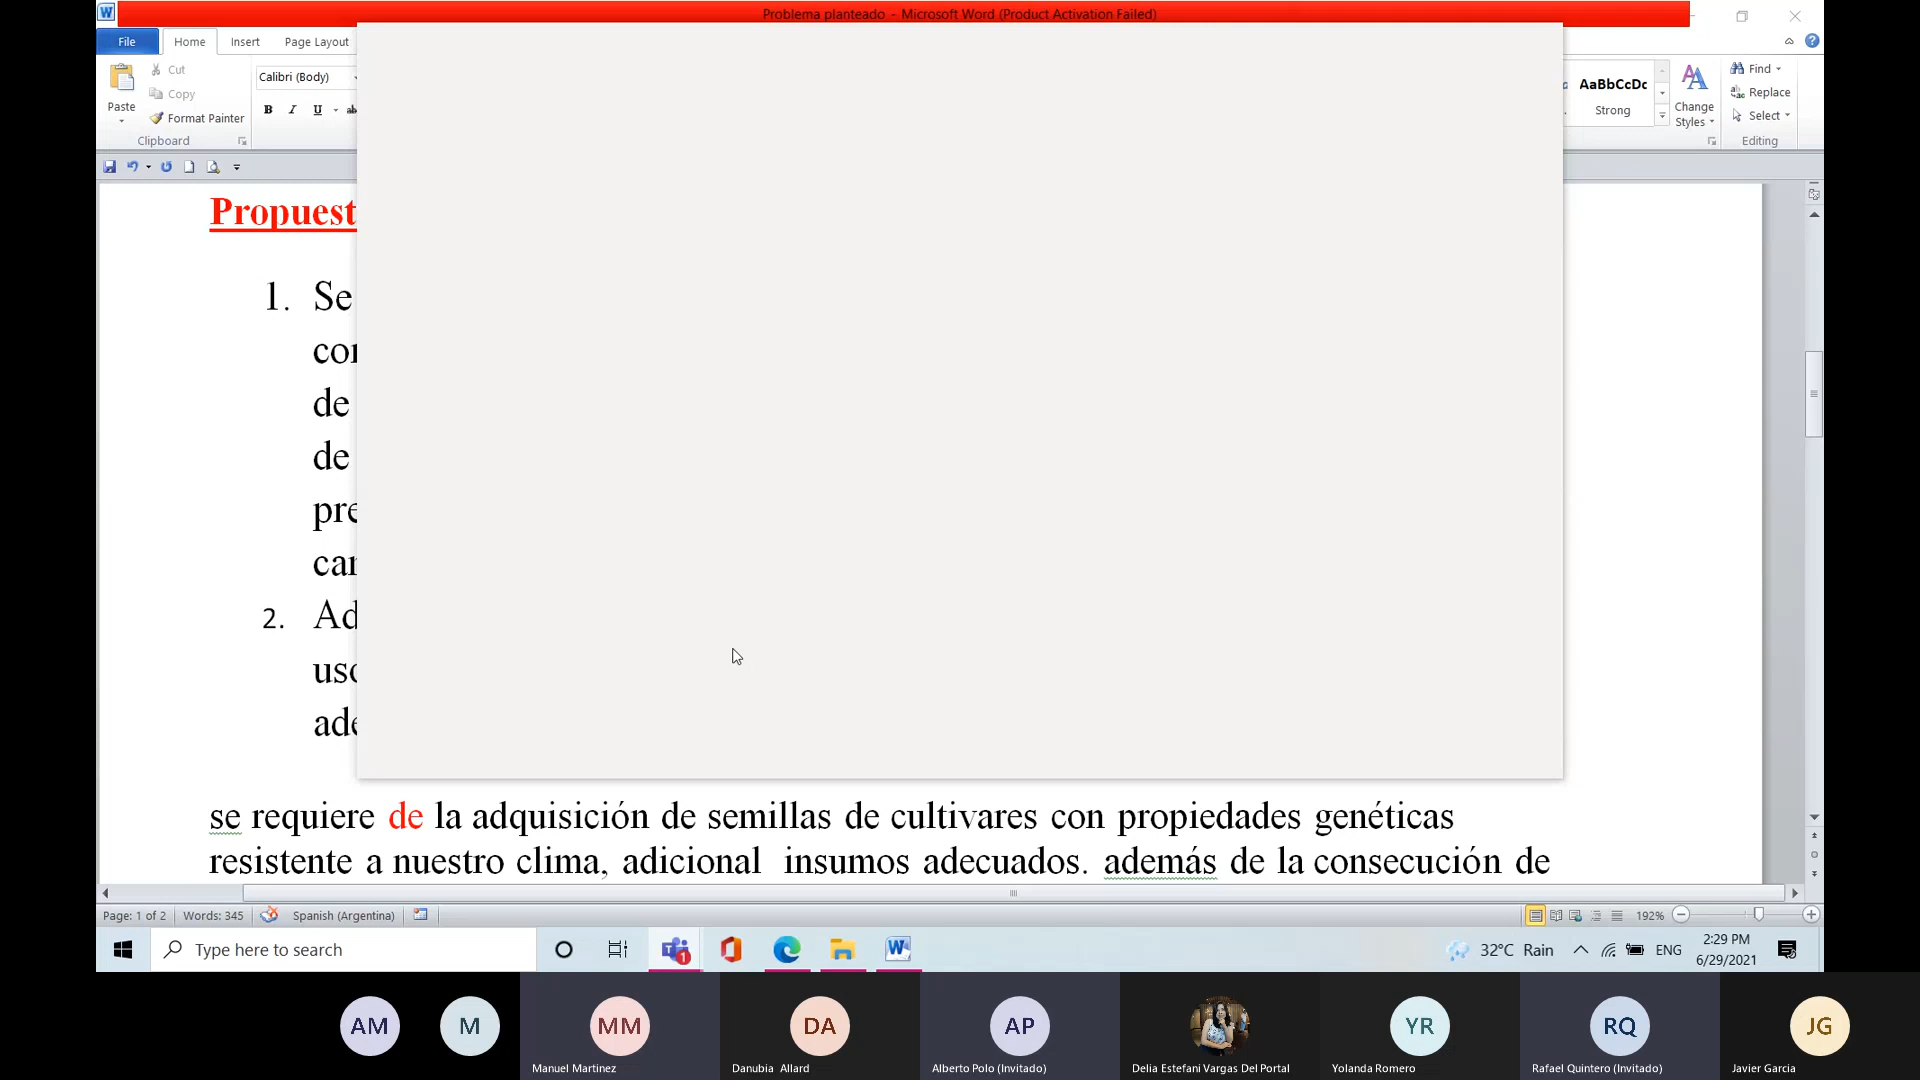 Problema planteado - Microsoft Word (Product Activation Failed)
File
Home
Insert
Page Layout
Paste
Cut
Copy
Format Painter
Clipboard
Calibri (Body)
B I U
AaBbCcDc
Strong
Change
Styles
Find
Replace
Select
Editing
Propuest
1. Se
de
de
pre
2. Ad
ade
se requiere de la adquisición de semillas de cultivares con propiedades genéticas
resistente a nuestro clima, adicional insumos adecuados. además de la consecución de
Page: 1 of 2
Words: 345
Spanish (Argentina)
192%
Type here to search
1
32°C Rain
ENG
2:29 PM
6/29/2021
AM
M
MM
DA
AP
YR
RQ
JG
Manuel Martinez
Danubia Allard
Alberto Polo (Invitado)
Delia Estefani Vargas Del Portal
Yolanda Romero
Rafael Quintero (Invitado)
Javier Garcia